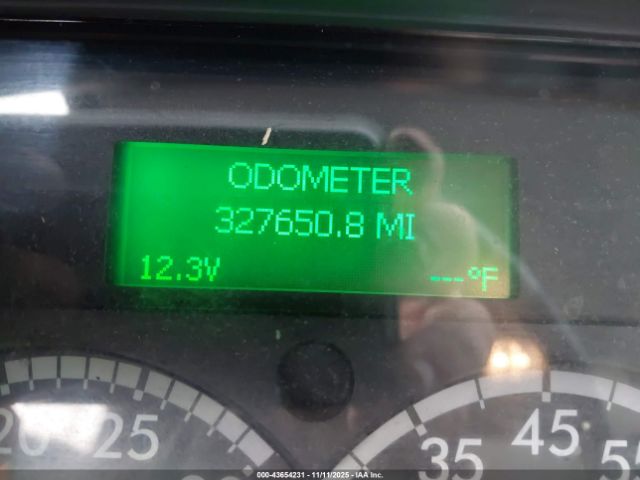 ODOMETER
327650.8 MI
12.3V ---°F
20 25 35 45 55
000-43654231 - 11/11/2025 - IAA Inc.